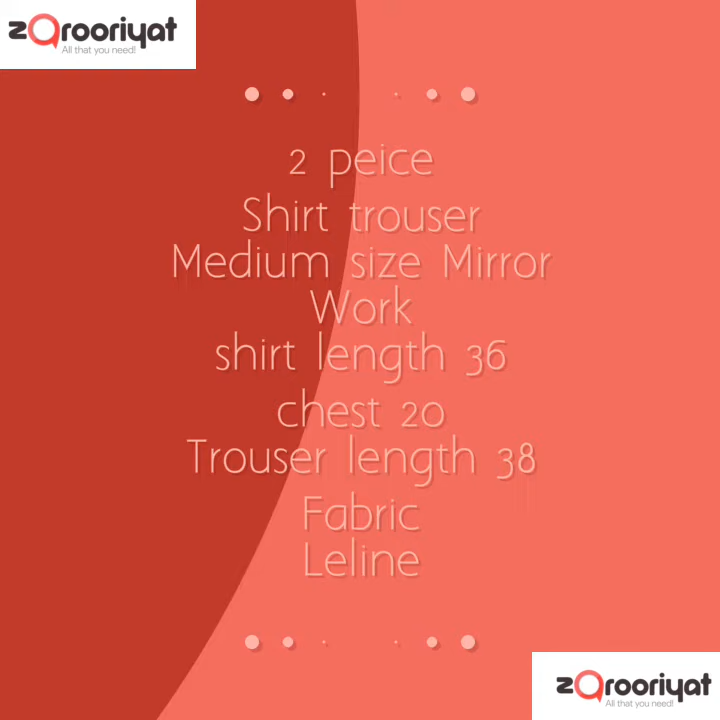 zarooriyat
All that you need!
2 peice
Shirt trouser
Medium size Mirror
Work
shirt length 36
chest 20
Trouser length 38
Fabric
Leline
zarooriyat
All that you need!